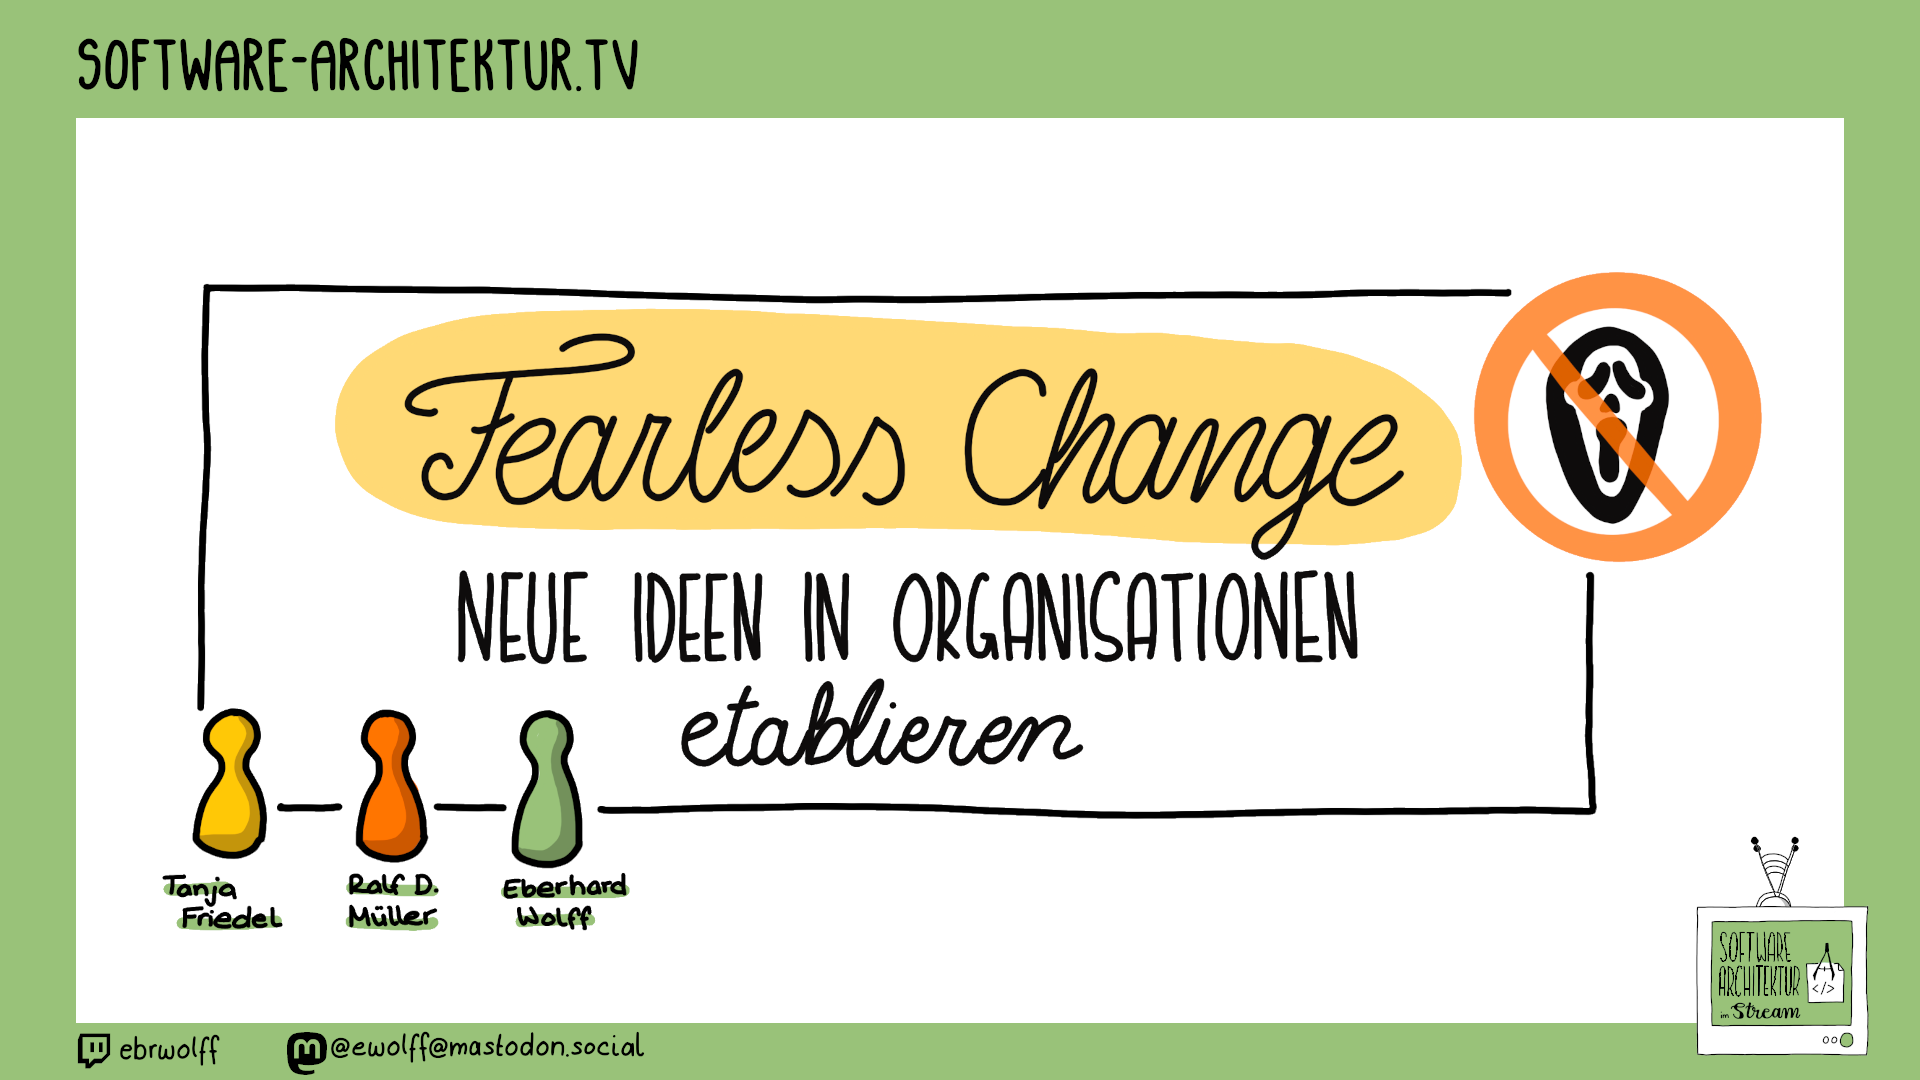 SOFTWARE-ARCHITEKTUR.TV
Fearless Change
NEUE IDEEN IN ORGANISATIONEN
etablieren
Tanja
Friedel
Ralf D.
Müller
Eberhard
Wolff
SOFTWARE
ARCHITEKTUR
</>
im Stream
ebrwolff
@ewolff@mastodon.social